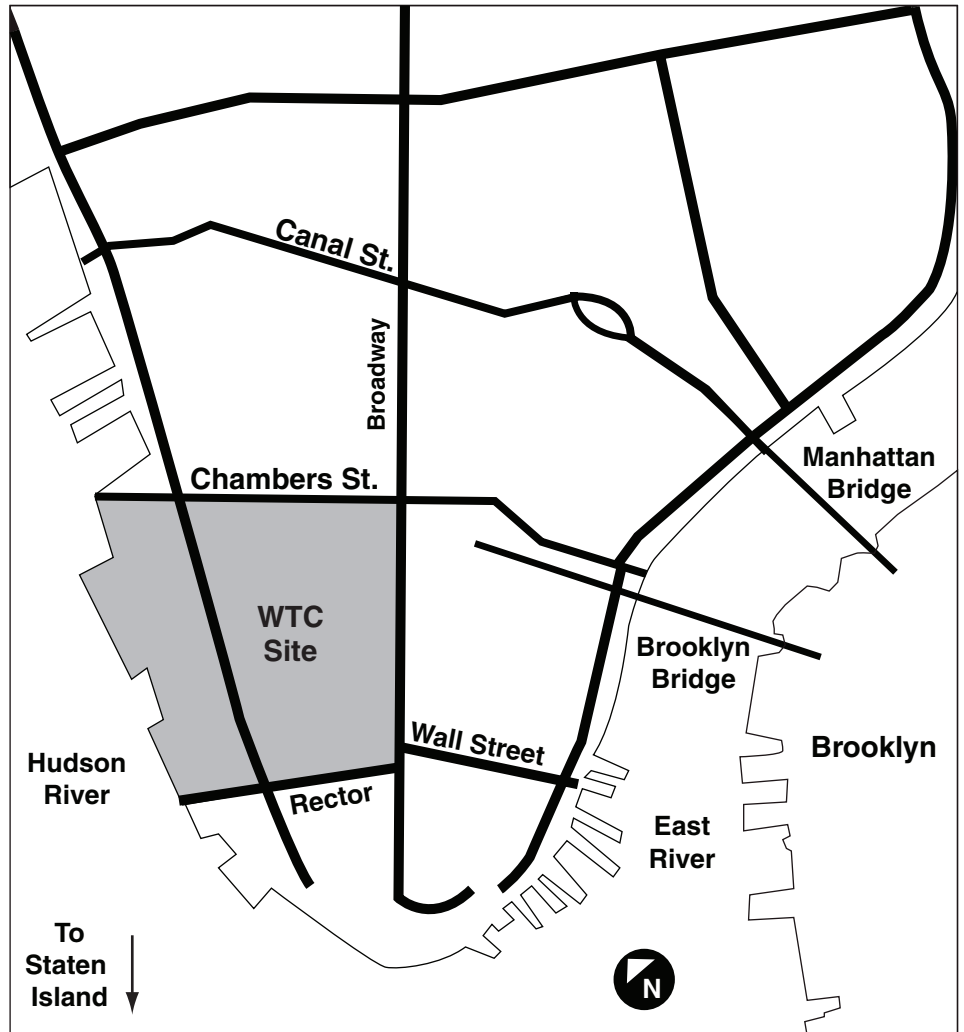 Canal St.
Broadway
Chambers St.
Manhattan
Bridge
WTC
Site
Brooklyn
Bridge
Wall Street
Brooklyn
Hudson
River
Rector
East
River
To
Staten
Island
N